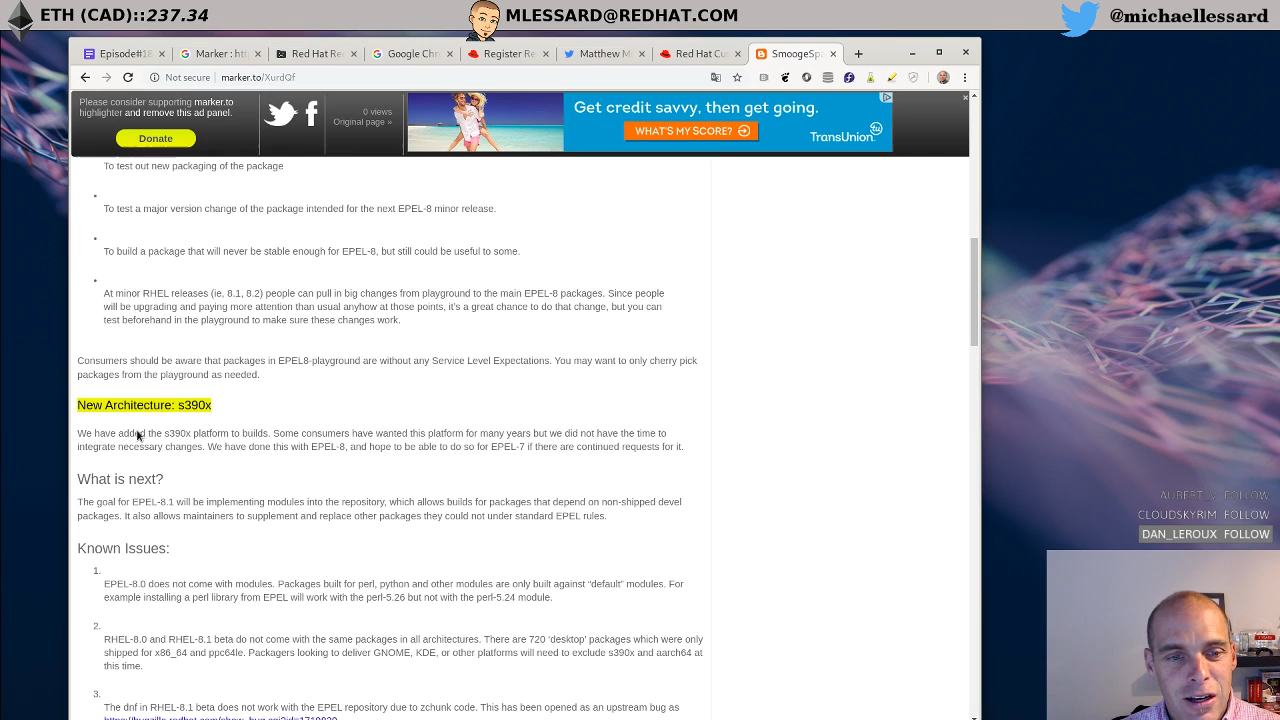 ETH (CAD)::237.34
MLESSARD@REDHAT.COM
@michaellessard
Episode#18
Marker : htt
Red Hat Re
Google Chr
Register Re
Matthew M
Red Hat Cus
SmoogeSpa
Not secure
marker.to/XurdQf
Please consider supporting marker.to
highlighter and remove this ad panel.
Donate
0 views
Original page »
Get credit savvy, then get going.
WHAT'S MY SCORE?
TransUnion
tu
To test out new packaging of the package
To test a major version change of the package intended for the next EPEL-8 minor release.
To build a package that will never be stable enough for EPEL-8, but still could be useful to some.
At minor RHEL releases (ie, 8.1, 8.2) people can pull in big changes from playground to the main EPEL-8 packages. Since people
will be upgrading and paying more attention than usual anyhow at those points, it's a great chance to do that change, but you can
test beforehand in the playground to make sure these changes work.
Consumers should be aware that packages in EPEL8-playground are without any Service Level Expectations. You may want to only cherry pick
packages from the playground as needed.
New Architecture: s390x
We have added the s390x platform to builds. Some consumers have wanted this platform for many years but we did not have the time to
integrate necessary changes. We have done this with EPEL-8, and hope to be able to do so for EPEL-7 if there are continued requests for it.
What is next?
The goal for EPEL-8.1 will be implementing modules into the repository, which allows builds for packages that depend on non-shipped devel
packages. It also allows maintainers to supplement and replace other packages they could not under standard EPEL rules.
Known Issues:
1.
EPEL-8.0 does not come with modules. Packages built for perl, python and other modules are only built against “default” modules. For
example installing a perl library from EPEL will work with the perl-5.26 but not with the perl-5.24 module.
2.
RHEL-8.0 and RHEL-8.1 beta do not come with the same packages in all architectures. There are 720 ‘desktop’ packages which were only
shipped for x86_64 and ppc64le. Packagers looking to deliver GNOME, KDE, or other platforms will need to exclude s390x and aarch64 at
this time.
3.
The dnf in RHEL-8.1 beta does not work with the EPEL repository due to zchunk code. This has been opened as an upstream bug as
CLOUDSKYRIM FOLLOW
DAN_LEROUX FOLLOW